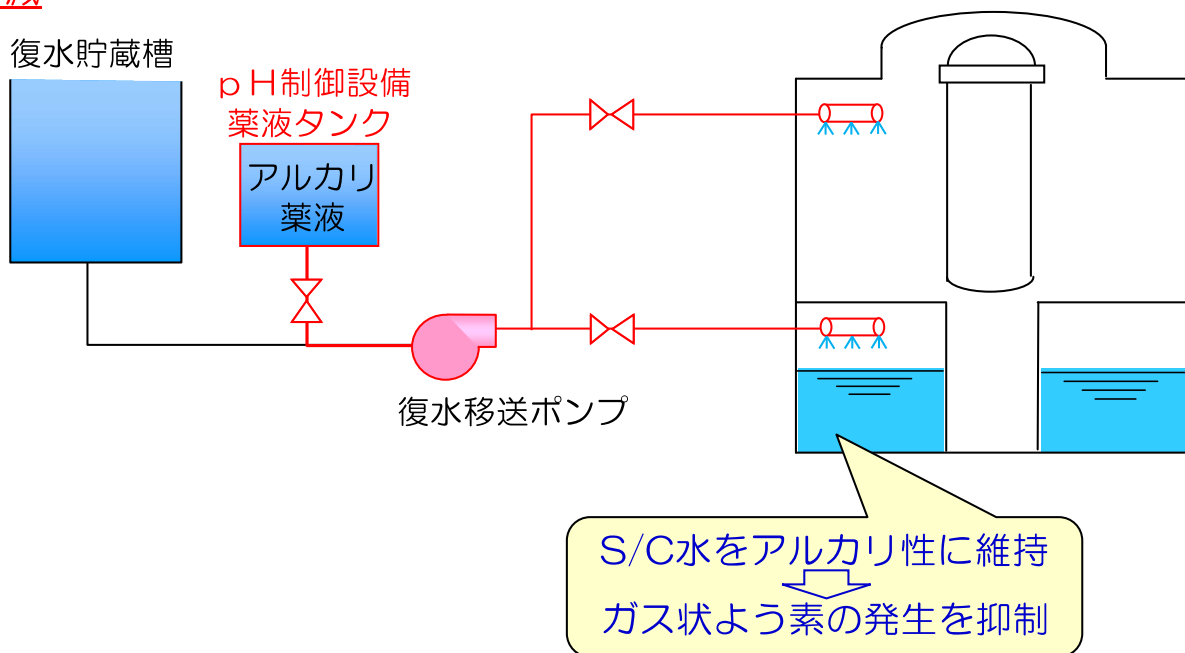 復水貯蔵槽
pH制御設備
薬液タンク
アルカリ
薬液
復水移送ポンプ
S/C水をアルカリ性に維持
ガス状よう素の発生を抑制